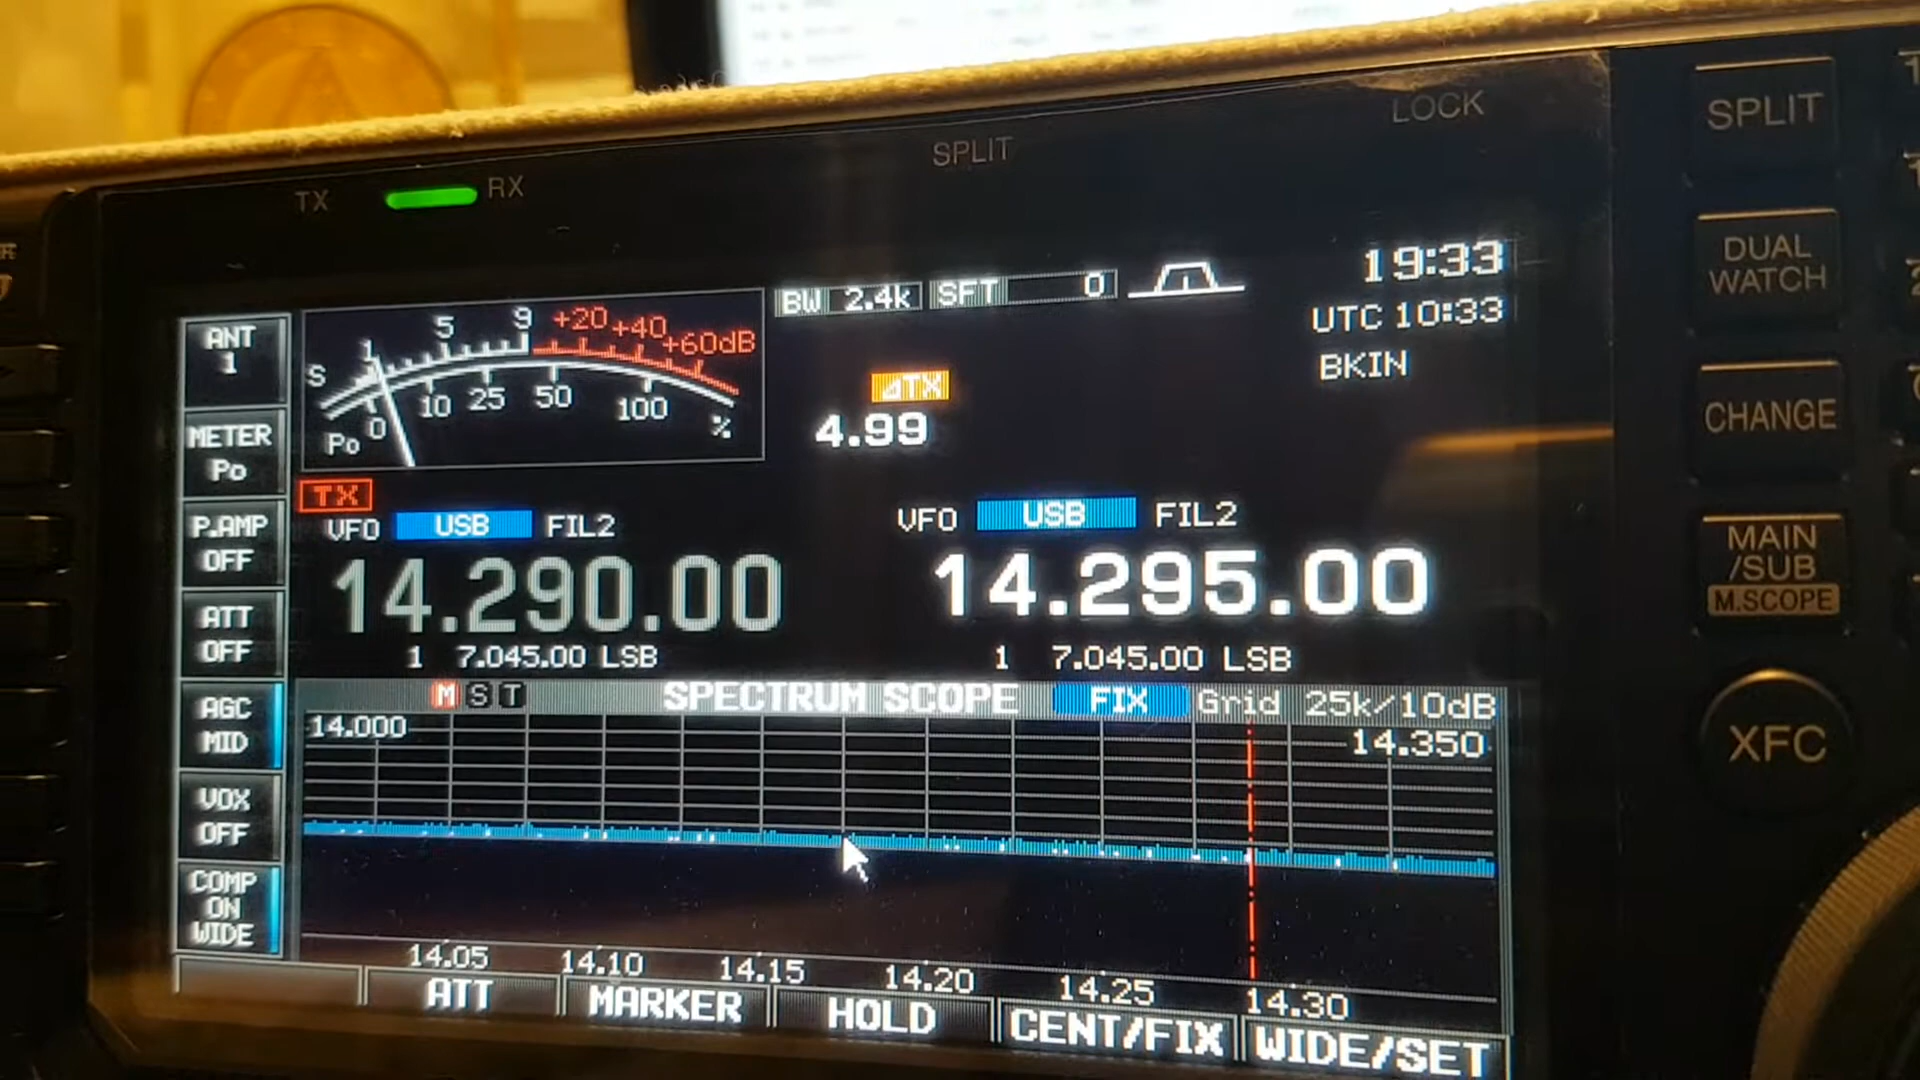 LOCK
SPLIT
SPLIT
TX RX
DUAL
WATCH
CHANGE
MAIN
/SUB
M.SCOPE
XFC
19:33
UTC 10:33
BKIN
BW 2.4k SFT 0
ANT
1
METER
Po
P.AMP
OFF
ATT
OFF
AGC
MID
VOX
OFF
COMP
ON
WIDE
S 1 5 9 +20 +40 +60dB
Po 0 10 25 50 100 %
⊿TX
4.99
TX
VFO USB FIL2
14.290.00
1 7.045.00 LSB
VFO USB FIL2
14.295.00
1 7.045.00 LSB
M S T SPECTRUM SCOPE FIX Grid 25k/10dB
14.000 14.350
14.05 14.10 14.15 14.20 14.25 14.30
ATT MARKER HOLD CENT/FIX WIDE/SET